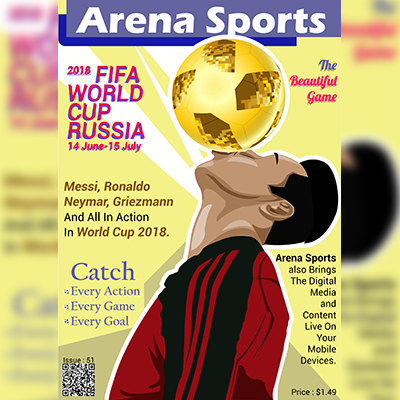 Arena Sports
2018 FIFA
WORLD
CUP
RUSSIA
14 June-15 July
The
Beautiful
Game
Messi, Ronaldo
Neymar, Griezmann
And All In Action
In World Cup 2018.
Catch
Every Action
Every Game
Every Goal
Arena Sports
also Brings
The Digital
Media
and
Content
Live On
Your
Mobile
Devices.
Issue : 51
Price : $1.49